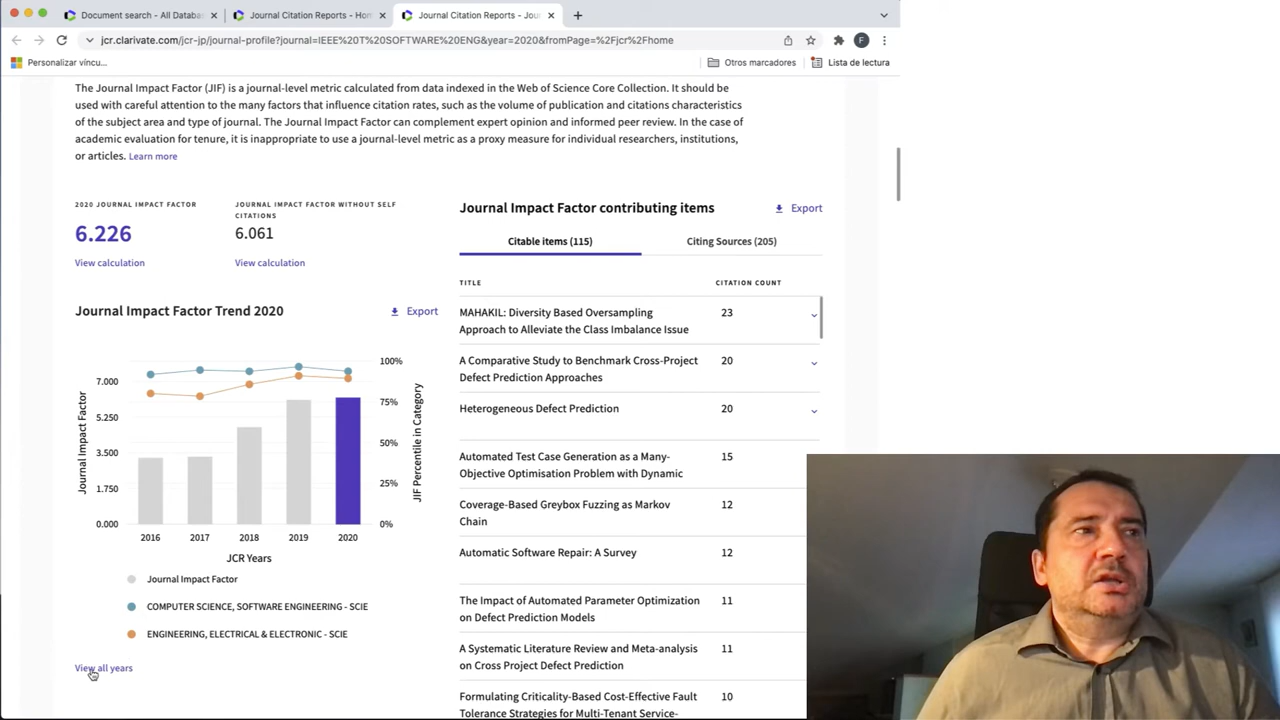 Document search - All Databas
Journal Citation Reports - Hom
Journal Citation Reports - Jou
jcr.clarivate.com/jcr-jp/journal-profile?journal=IEEE%20T%20SOFTWARE%20ENG&year=2020&fromPage=%2Fjcr%2Fhome
F
Personalizar víncu...
Otros marcadores
Lista de lectura
The Journal Impact Factor (JIF) is a journal-level metric calculated from data indexed in the Web of Science Core Collection. It should be
used with careful attention to the many factors that influence citation rates, such as the volume of publication and citations characteristics
of the subject area and type of journal. The Journal Impact Factor can complement expert opinion and informed peer review. In the case of
academic evaluation for tenure, it is inappropriate to use a journal-level metric as a proxy measure for individual researchers, institutions,
or articles. Learn more
2020 JOURNAL IMPACT FACTOR
6.226
View calculation
JOURNAL IMPACT FACTOR WITHOUT SELF
CITATIONS
6.061
View calculation
Journal Impact Factor Trend 2020
Export
Journal Impact Factor
7.000
5.250
3.500
1.750
0.000
100%
75%
50%
25%
0%
JIF Percentile in Category
2016
2017
2018
2019
2020
JCR Years
Journal Impact Factor
COMPUTER SCIENCE, SOFTWARE ENGINEERING - SCIE
ENGINEERING, ELECTRICAL & ELECTRONIC - SCIE
View all years
Journal Impact Factor contributing items
Export
Citable items (115)
Citing Sources (205)
TITLE
CITATION COUNT
MAHAKIL: Diversity Based Oversampling
Approach to Alleviate the Class Imbalance Issue
23
A Comparative Study to Benchmark Cross-Project
Defect Prediction Approaches
20
Heterogeneous Defect Prediction
20
Automated Test Case Generation as a Many-
Objective Optimisation Problem with Dynamic
15
Coverage-Based Greybox Fuzzing as Markov
Chain
12
Automatic Software Repair: A Survey
12
The Impact of Automated Parameter Optimization
on Defect Prediction Models
11
A Systematic Literature Review and Meta-analysis
on Cross Project Defect Prediction
11
Formulating Criticality-Based Cost-Effective Fault
Tolerance Strategies for Multi-Tenant Service-
10